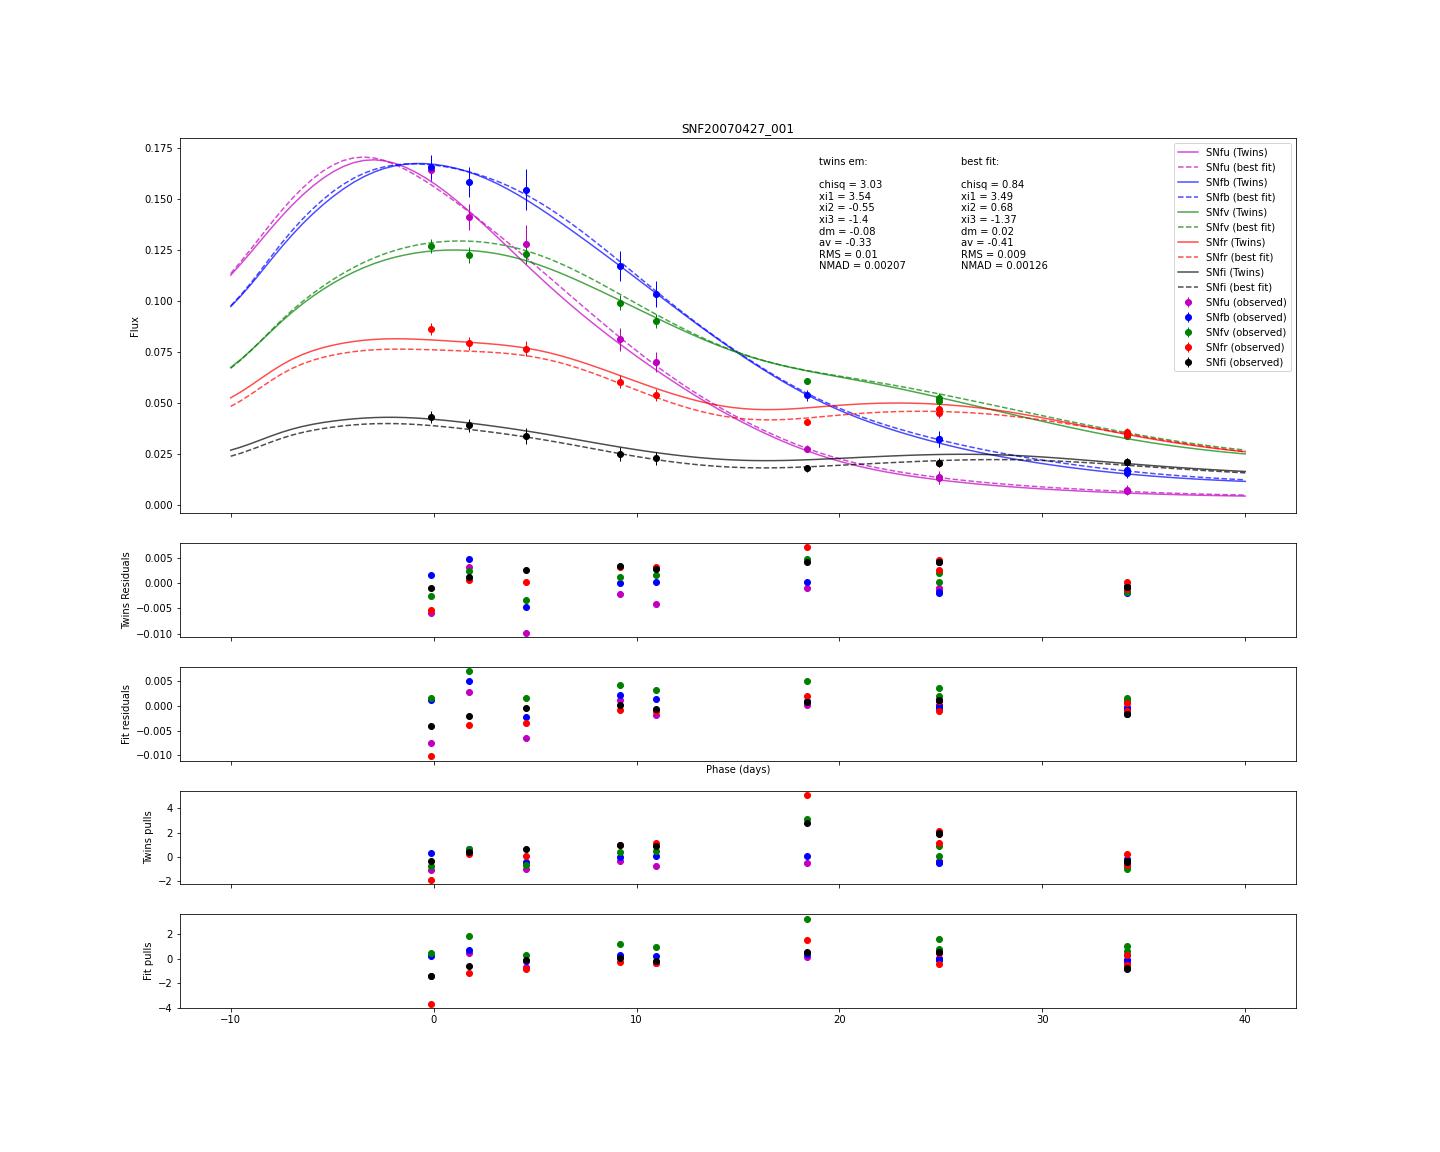 SNF20070427_001
0.175
0.150
0.125
0.100
0.075
0.050
0.025
0.000
Flux
twins em:
chisq = 3.03
xi1 = 3.54
xi2 = -0.55
xi3 = -1.4
dm = -0.08
av = -0.33
RMS = 0.01
NMAD = 0.00207
best fit:
chisq = 0.84
xi1 = 3.49
xi2 = 0.68
xi3 = -1.37
dm = 0.02
av = -0.41
RMS = 0.009
NMAD = 0.00126
SNfu (Twins)
SNfu (best fit)
SNfb (Twins)
SNfb (best fit)
SNfv (Twins)
SNfv (best fit)
SNfr (Twins)
SNfr (best fit)
SNfi (Twins)
SNfi (best fit)
SNfu (observed)
SNfb (observed)
SNfv (observed)
SNfr (observed)
SNfi (observed)
0.005
0.000
−0.005
−0.010
Twins Residuals
0.005
0.000
−0.005
−0.010
Fit residuals
Phase (days)
4
2
0
−2
Twins pulls
2
0
−2
−4
Fit pulls
−10
0
10
20
30
40